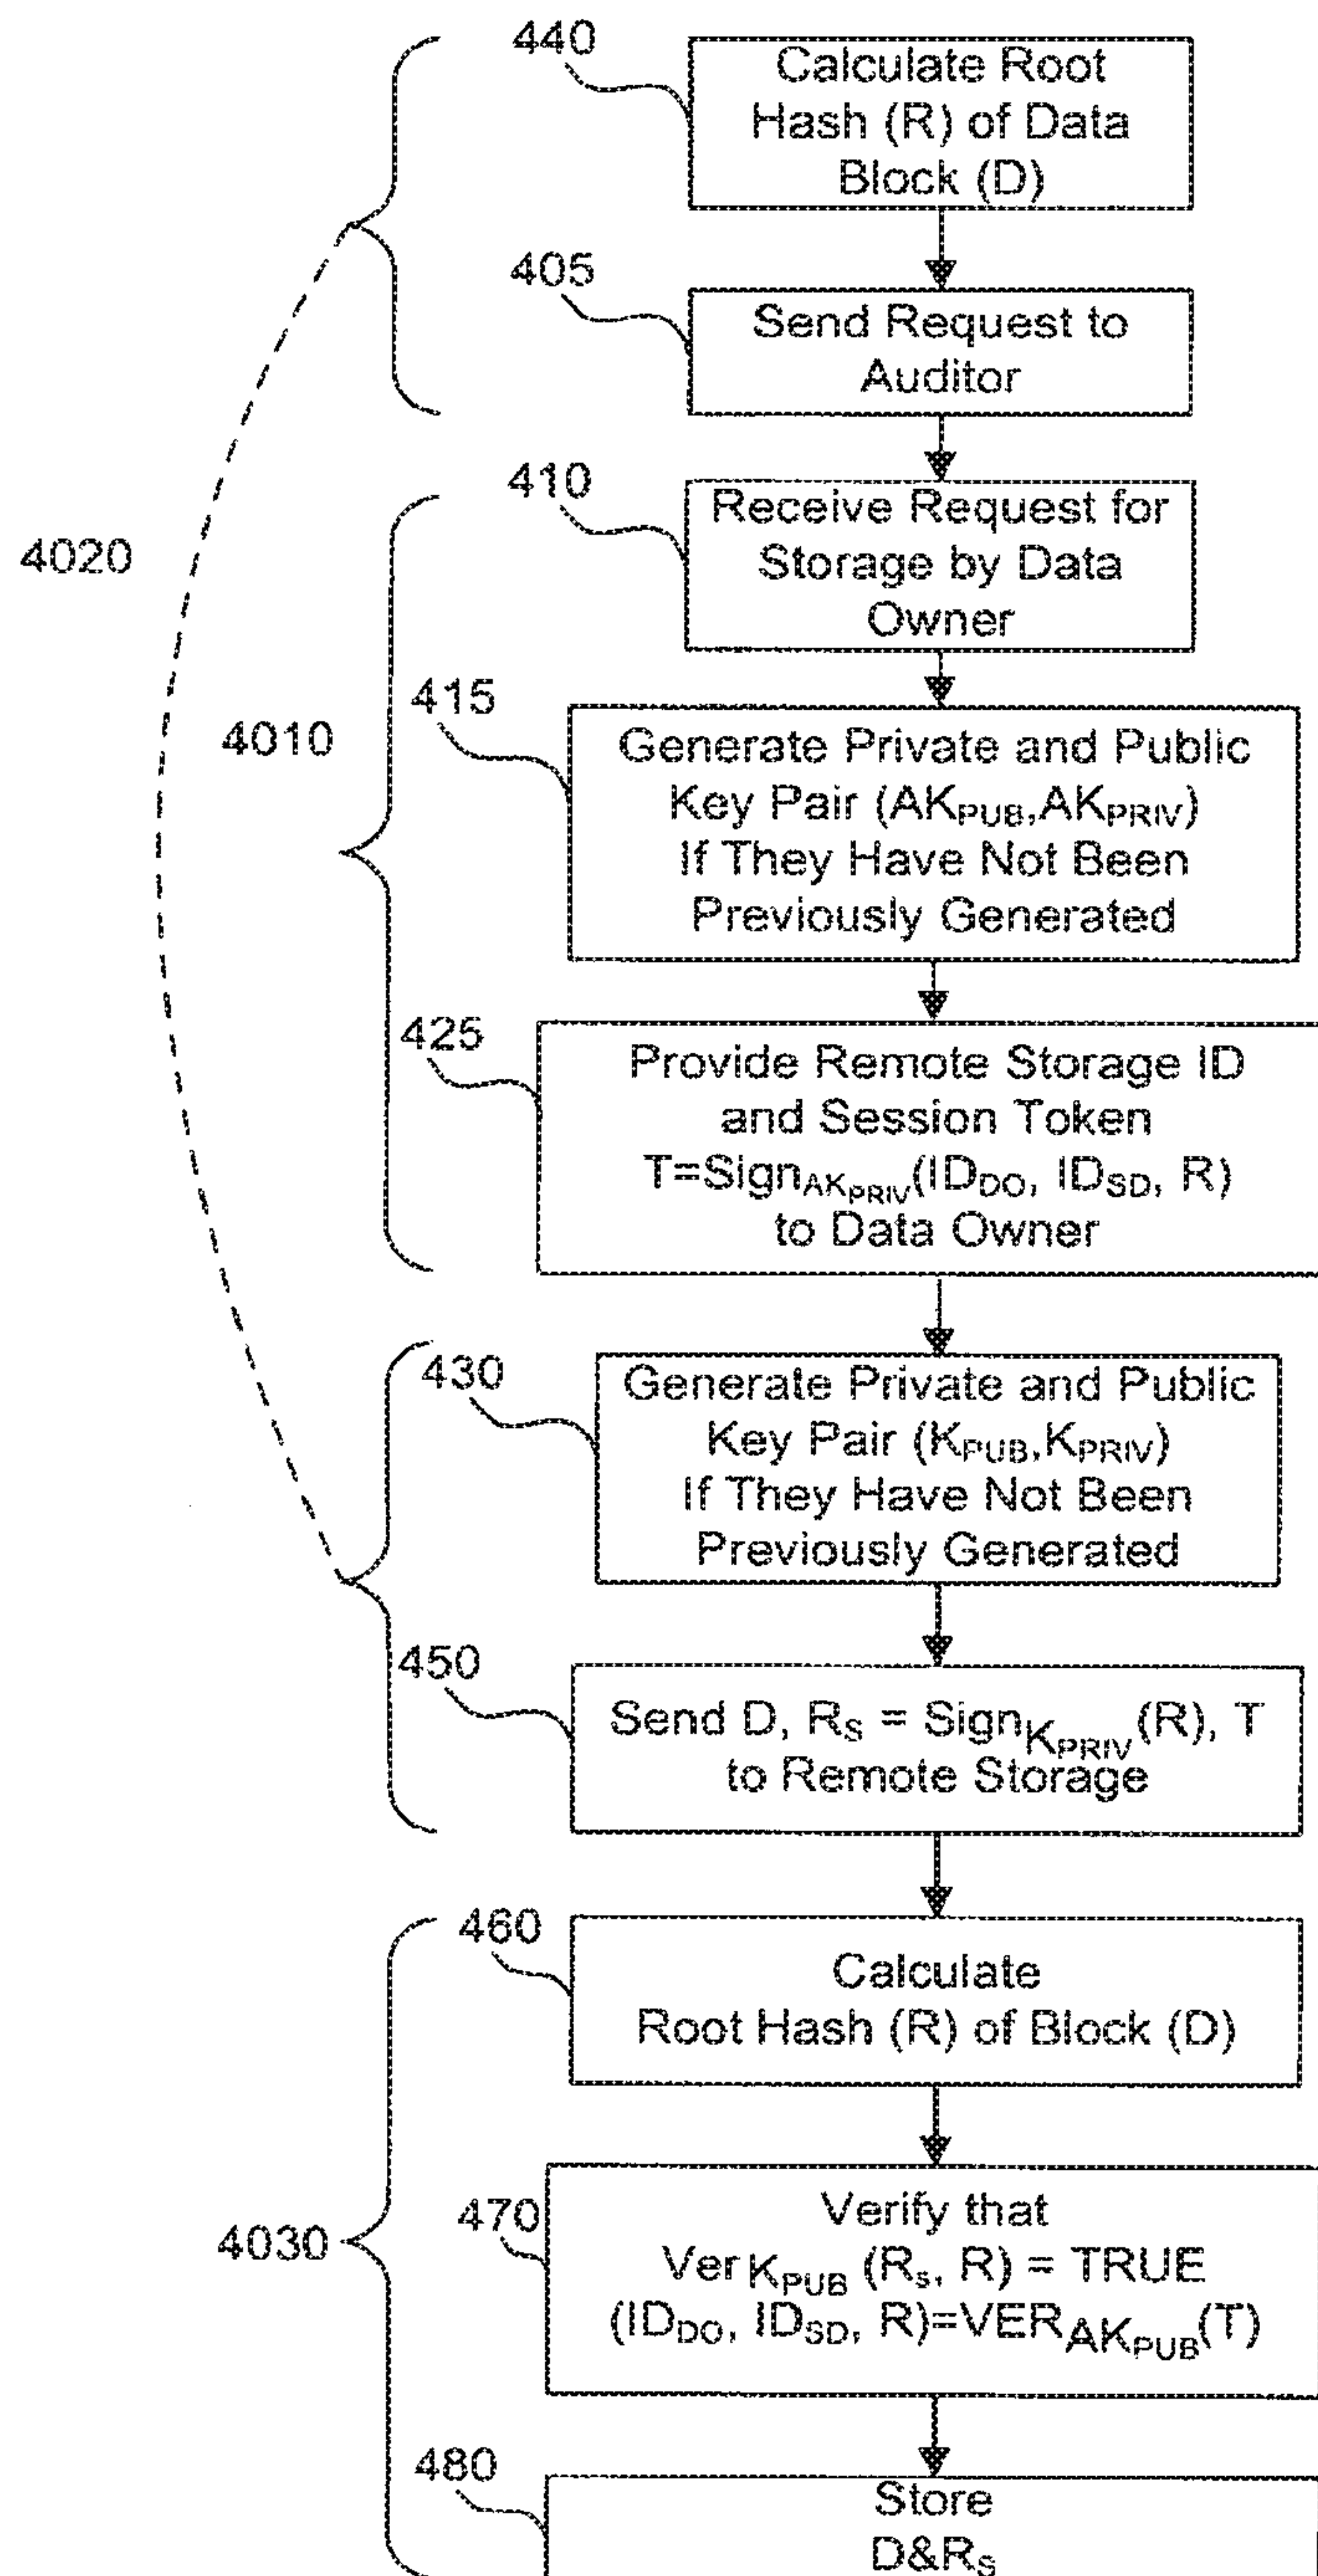 440
Calculate Root
Hash (R) of Data
Block (D)
405
Send Request to
Auditor
410
Receive Request for
Storage by Data
Owner
4020
4010
415
Generate Private and Public
Key Pair (AKPUB,AKPRIV)
If They Have Not Been
Previously Generated
425
Provide Remote Storage ID
and Session Token
T=SignAKPRIV(IDDO, IDSD, R)
to Data Owner
430
Generate Private and Public
Key Pair (KPUB,KPRIV)
If They Have Not Been
Previously Generated
450
Send D, RS = SignKPRIV(R), T
to Remote Storage
460
Calculate
Root Hash (R) of Block (D)
4030
470
Verify that
VerKPUB (Rs, R) = TRUE
(IDDO, IDSD, R)=VERAKPUB(T)
480
Store
D&RS